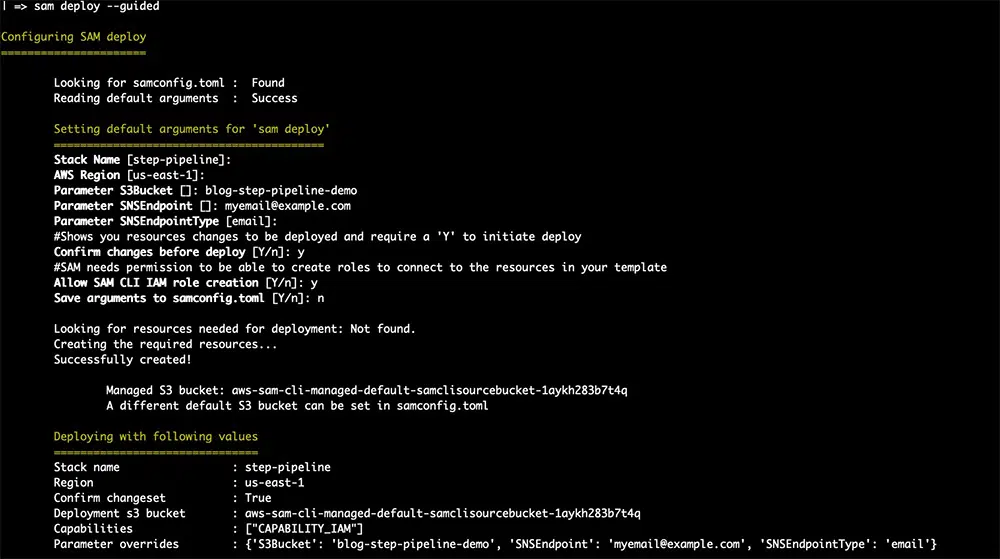 | => sam deploy --guided
Configuring SAM deploy
======================
Looking for samconfig.toml :  Found
Reading default arguments  :  Success
Setting default arguments for 'sam deploy'
=========================================
Stack Name [step-pipeline]:
AWS Region [us-east-1]:
Parameter S3Bucket []: blog-step-pipeline-demo
Parameter SNSEndpoint []: myemail@example.com
Parameter SNSEndpointType [email]:
#Shows you resources changes to be deployed and require a 'Y' to initiate deploy
Confirm changes before deploy [Y/n]: y
#SAM needs permission to be able to create roles to connect to the resources in your template
Allow SAM CLI IAM role creation [Y/n]: y
Save arguments to samconfig.toml [Y/n]: n
Looking for resources needed for deployment: Not found.
Creating the required resources...
Successfully created!
Managed S3 bucket: aws-sam-cli-managed-default-samclisourcebucket-1aykh283b7t4q
A different default S3 bucket can be set in samconfig.toml
Deploying with following values
===============================
Stack name                 : step-pipeline
Region                     : us-east-1
Confirm changeset          : True
Deployment s3 bucket       : aws-sam-cli-managed-default-samclisourcebucket-1aykh283b7t4q
Capabilities               : ["CAPABILITY_IAM"]
Parameter overrides        : {'S3Bucket': 'blog-step-pipeline-demo', 'SNSEndpoint': 'myemail@example.com', 'SNSEndpointType': 'email'}